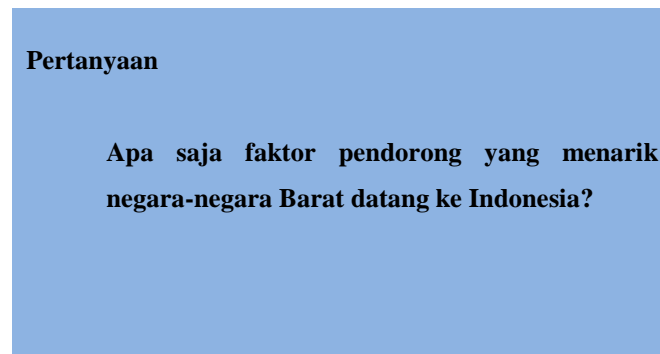 Pertanyaan
Apa saja faktor pendorong yang menarik
negara-negara Barat datang ke Indonesia?